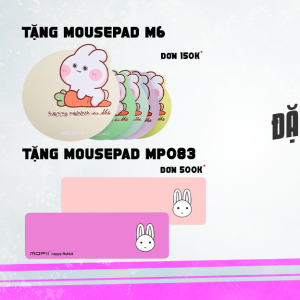 TẶNG MOUSEPAD M6
ĐƠN 150K*
happy rabbit
TẶNG MOUSEPAD MP083
ĐƠN 500K*
MOFII Happy Rabbit
ĐẶ